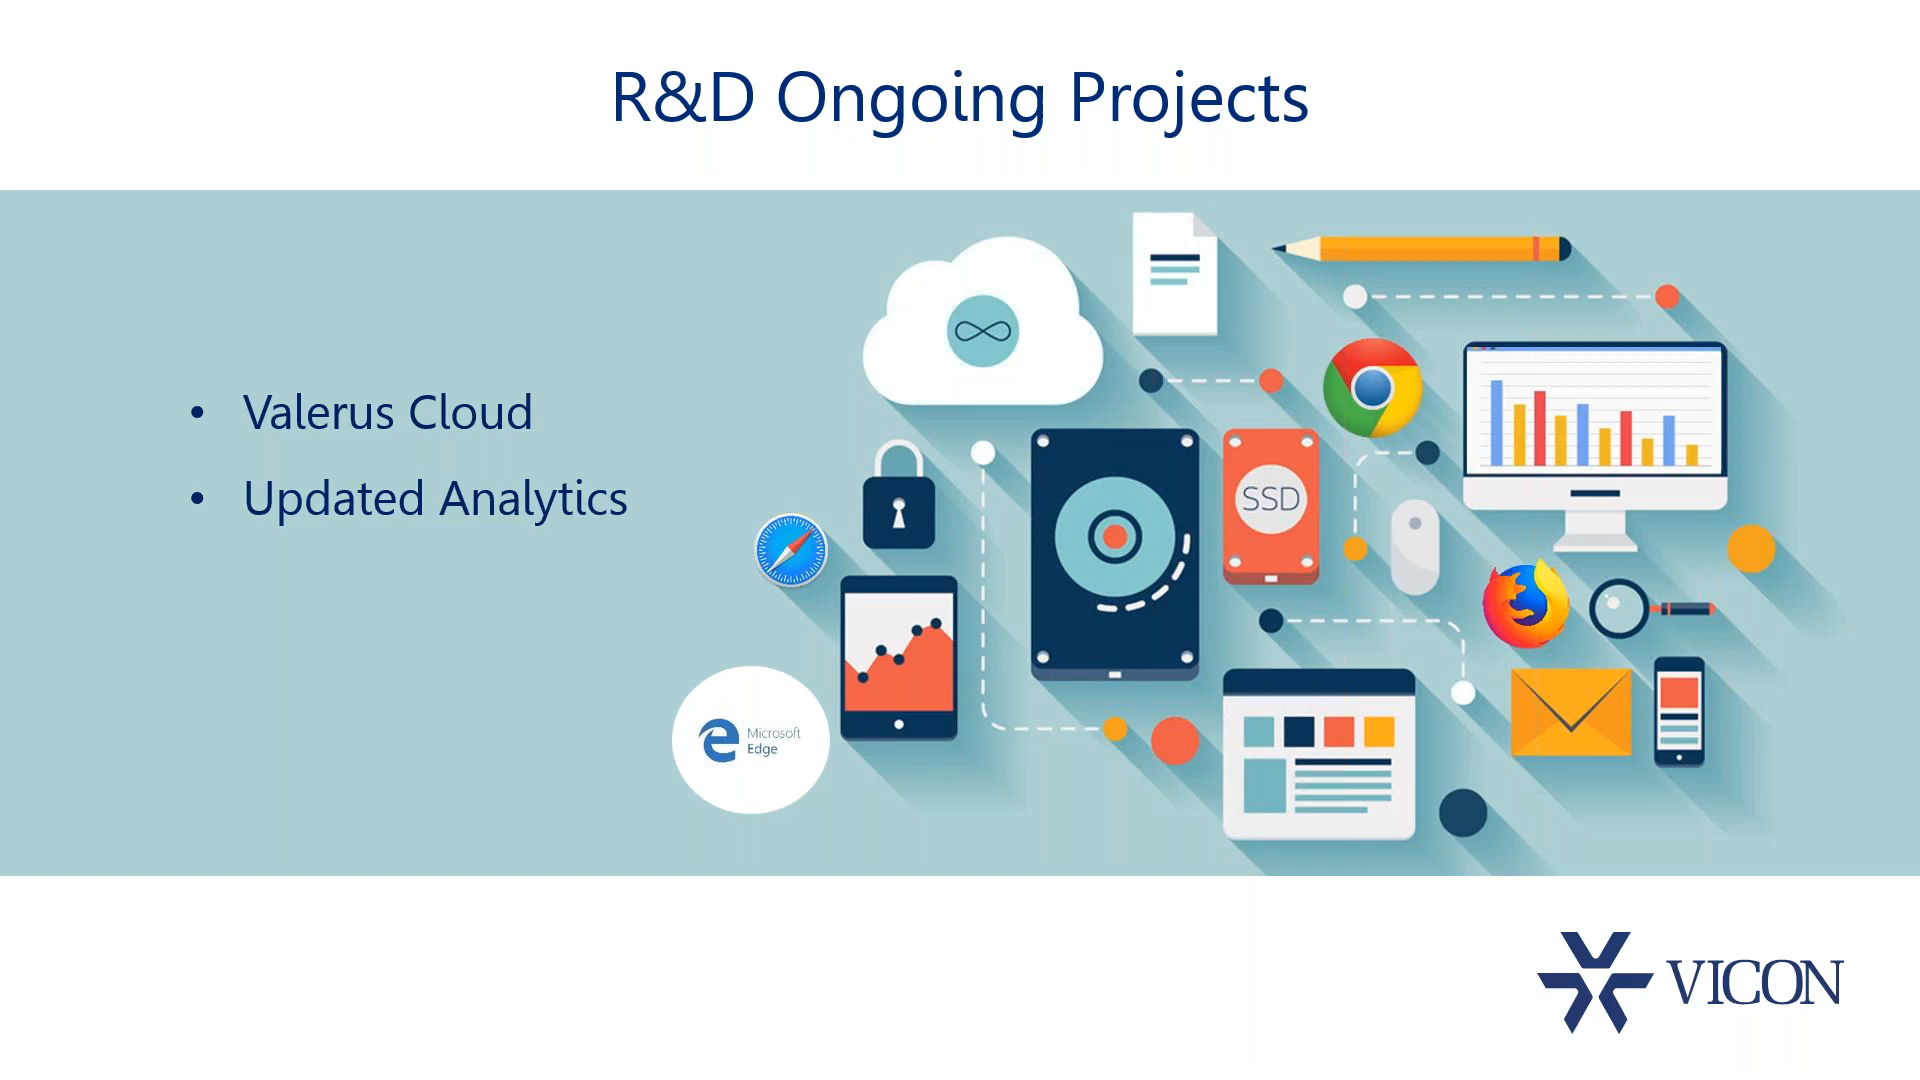 R&D Ongoing Projects
• Valerus Cloud
• Updated Analytics
SSD
Microsoft
Edge
VICON